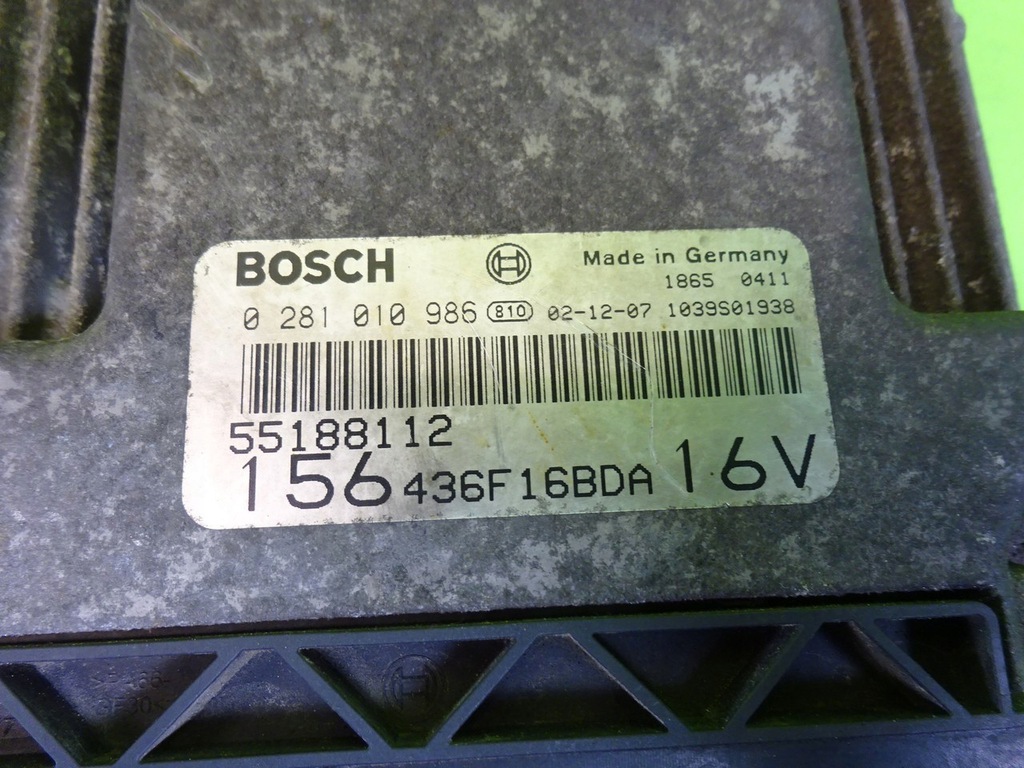 BOSCH Made in Germany
1865 0411
0 281 010 986 810 02-12-07 1039S01938
55188112
156 436F16BDA 16V